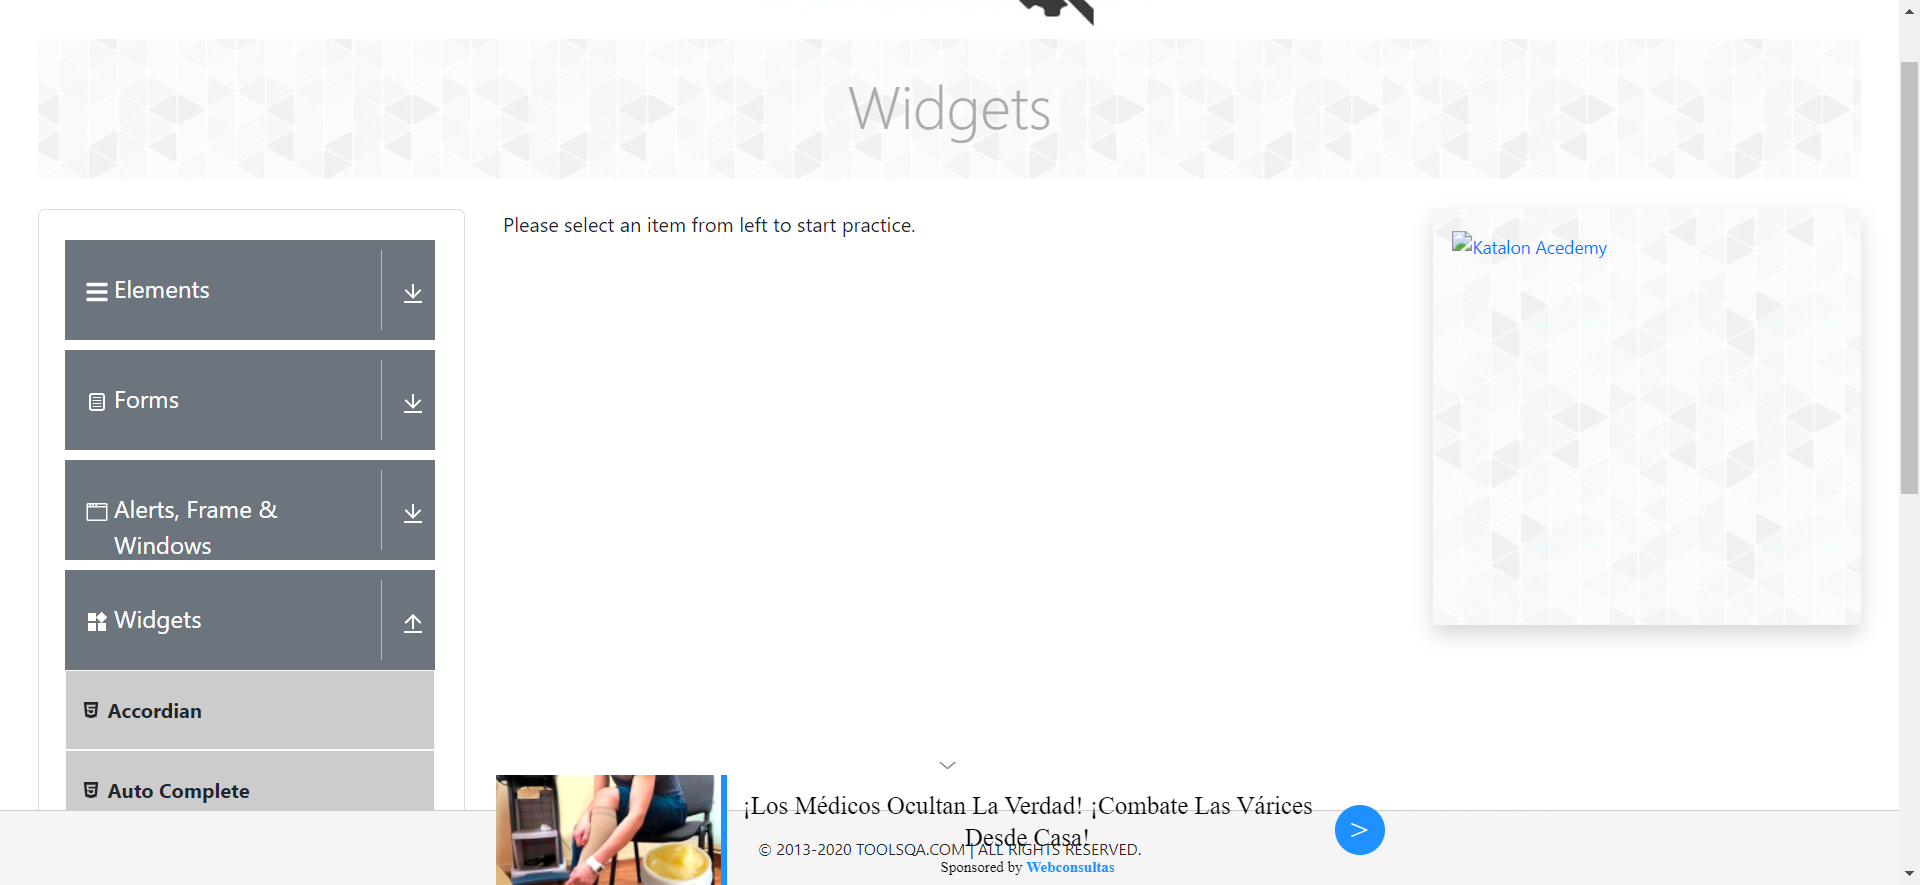 Widgets
Please select an item from left to start practice.
Katalon Acedemy
Elements
Forms
Alerts, Frame &
Windows
Widgets
Accordian
Auto Complete
¡Los Médicos Ocultan La Verdad! ¡Combate Las Várices
Desde Casa!
© 2013-2020 TOOLSQA.COM | ALL RIGHTS RESERVED.
Sponsored by Webconsultas